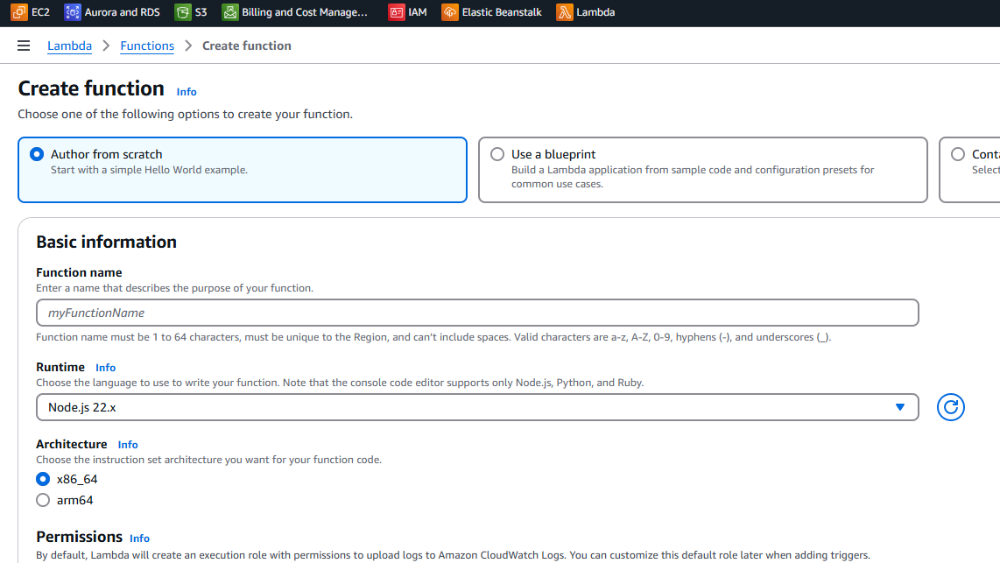 EC2 Aurora and RDS S3 Billing and Cost Manage... IAM Elastic Beanstalk Lambda
Lambda Functions Create function
Create function Info
Choose one of the following options to create your function.
Author from scratch
Start with a simple Hello World example.
Use a blueprint
Build a Lambda application from sample code and configuration presets for
common use cases.
Basic information
Function name
Enter a name that describes the purpose of your function.
myFunctionName
Function name must be 1 to 64 characters, must be unique to the Region, and can't include spaces. Valid characters are a-z, A-Z, 0-9, hyphens (-), and underscores (_).
Runtime Info
Choose the language to use to write your function. Note that the console code editor supports only Node.js, Python, and Ruby.
Node.js 22.x
Architecture Info
Choose the instruction set architecture you want for your function code.
x86_64
arm64
Permissions Info
By default, Lambda will create an execution role with permissions to upload logs to Amazon CloudWatch Logs. You can customize this default role later when adding triggers.